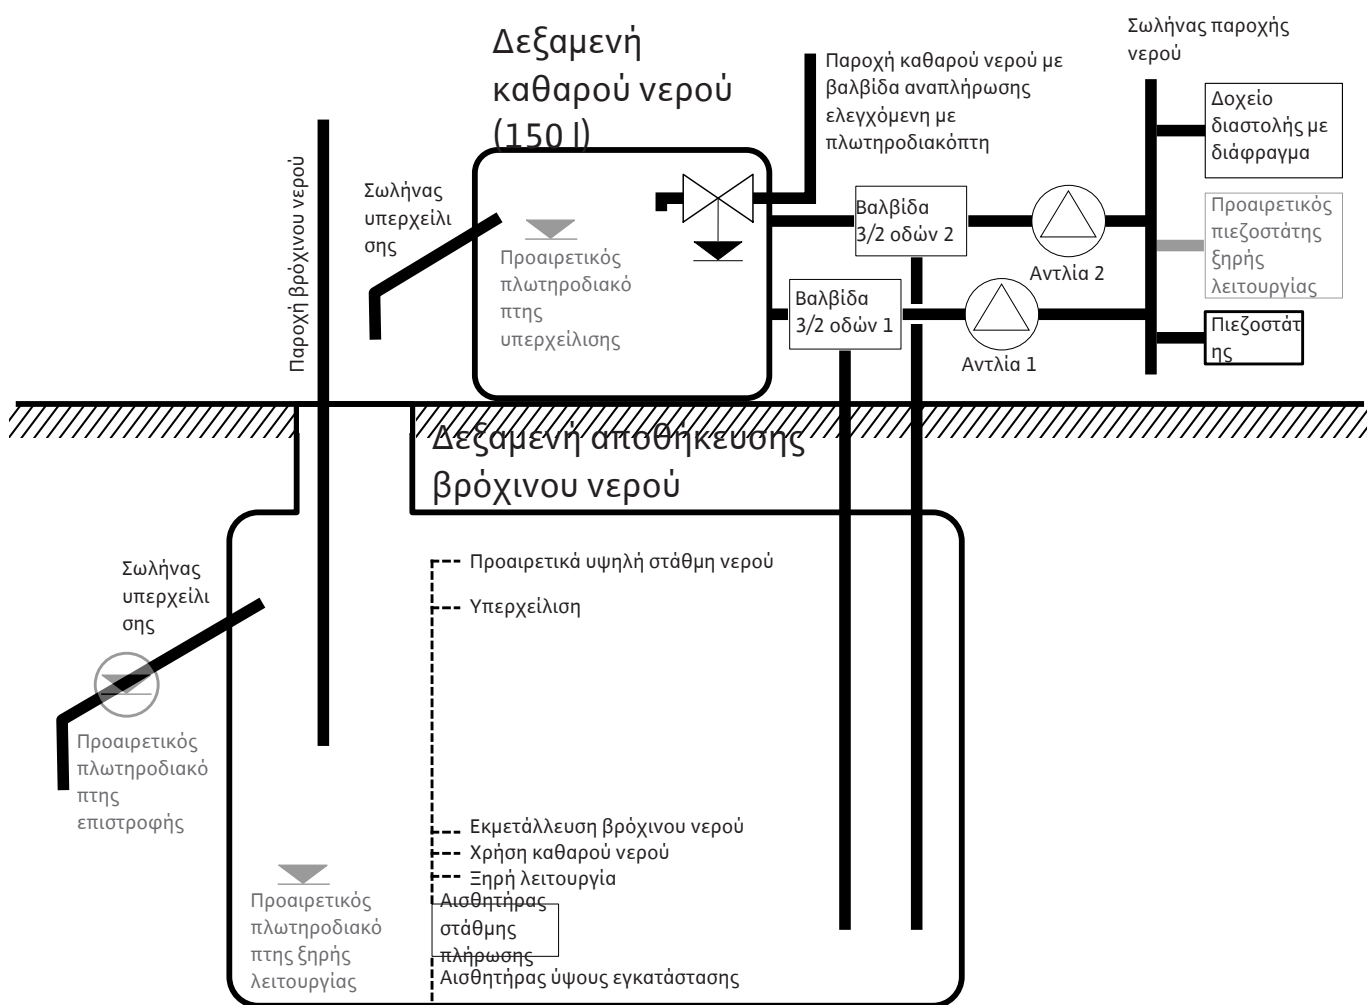 Δεξαμενή
καθαρού νερού
(150 l)
Σωλήνας παροχής
νερού
Παροχή καθαρού νερού με
βαλβίδα αναπλήρωσης
ελεγχόμενη με
πλωτηροδιακόπτη
Δοχείο
διαστολής με
διάφραγμα
Παροχή βρόχινου νερού
Σωλήνας
υπερχείλι
σης
Προαιρετικός
πλωτηροδιακό
πτης
υπερχείλισης
Βαλβίδα
3/2 οδών 2
Αντλία 2
Προαιρετικός
πιεζοστάτης
ξηρής
λειτουργίας
Βαλβίδα
3/2 οδών 1
Αντλία 1
Πιεζοστάτ
ης
Δεξαμενή αποθήκευσης
βρόχινου νερού
Σωλήνας
υπερχείλι
σης
Προαιρετικά υψηλή στάθμη νερού
Υπερχείλιση
Προαιρετικός
πλωτηροδιακό
πτης
επιστροφής
Εκμετάλλευση βρόχινου νερού
Χρήση καθαρού νερού
Ξηρή λειτουργία
Προαιρετικός
πλωτηροδιακό
πτης ξηρής
λειτουργίας
Αισθητήρας
στάθμης
πλήρωσης
Αισθητήρας ύψους εγκατάστασης